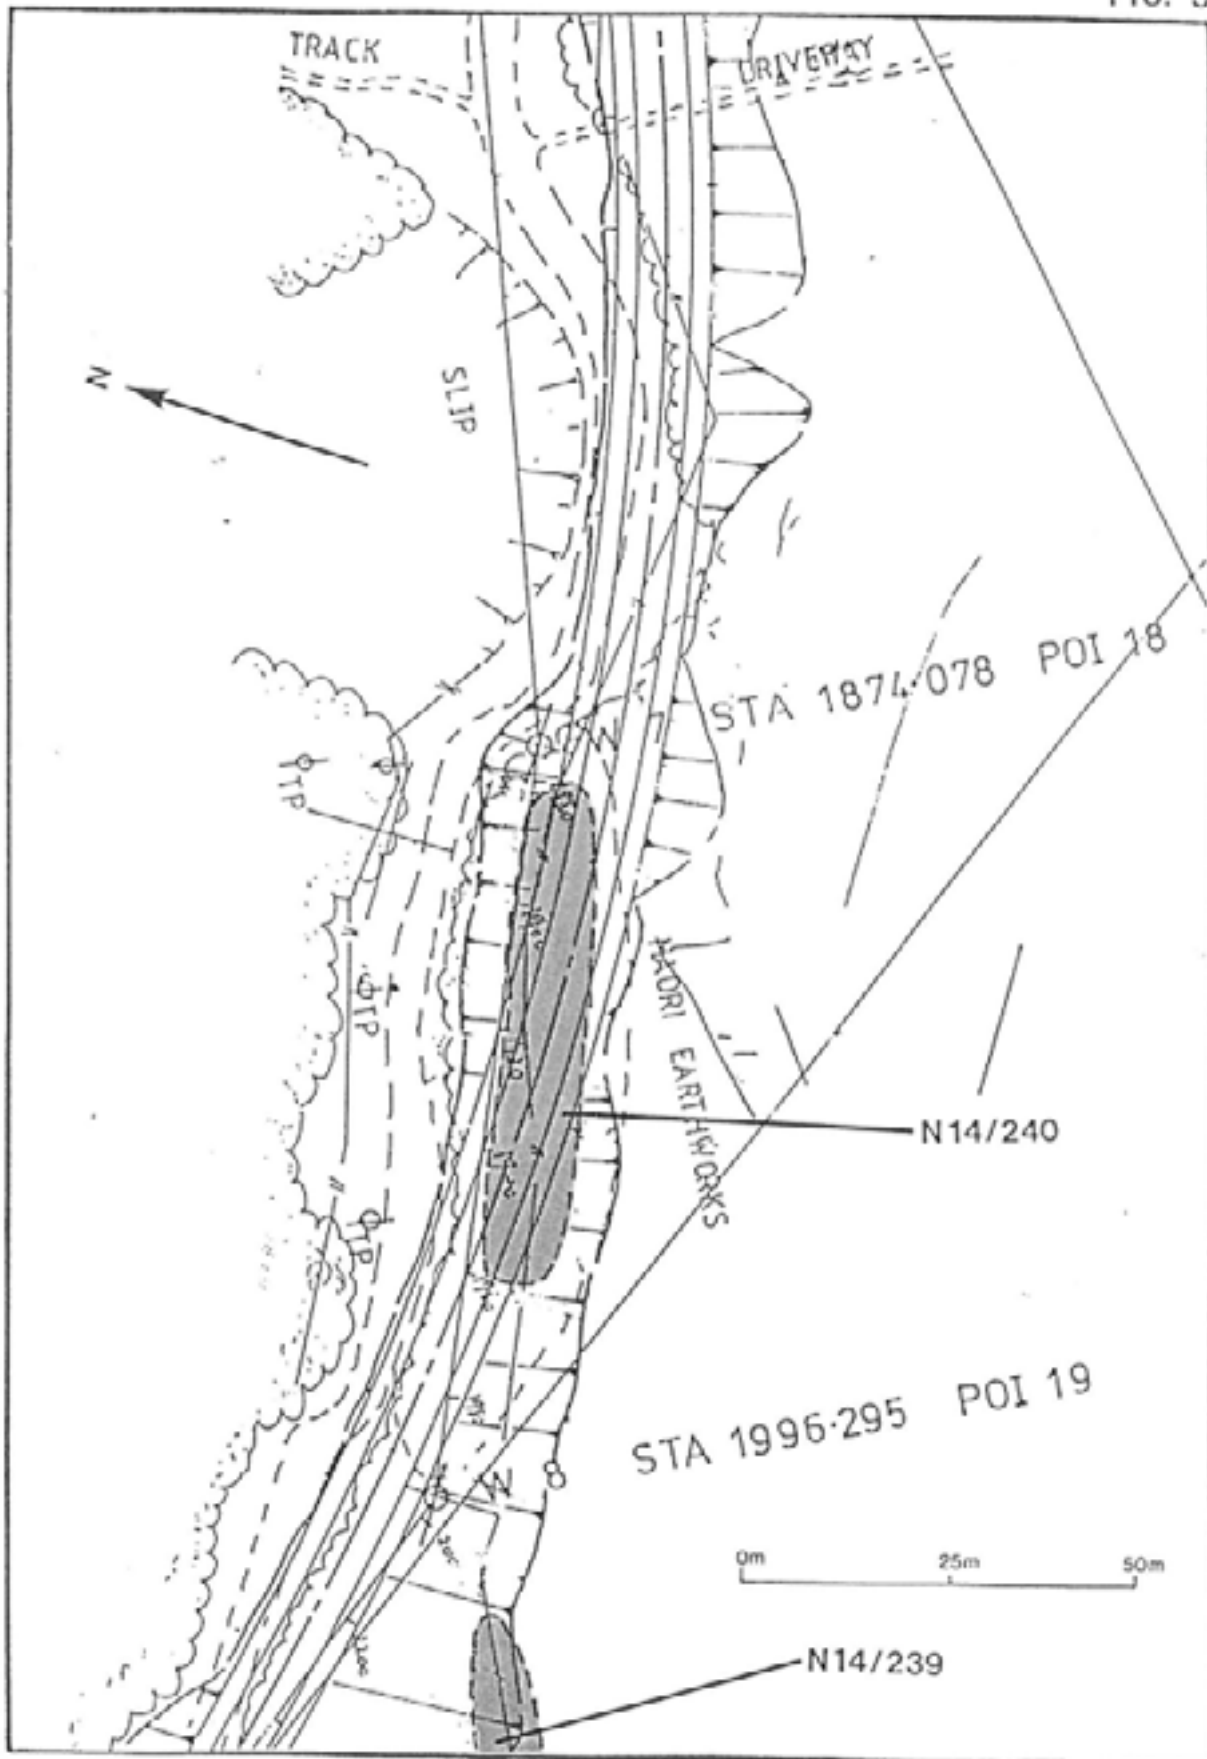 FIG.
TRACK
DRIVEWAY
N
SLIP
STA 1874·078 POI 18
TP
W
TP
MAORI EARTHWORKS
N14/240
TP
STA 1996·295 POI 19
W
8
0m 25m 50m
N14/239